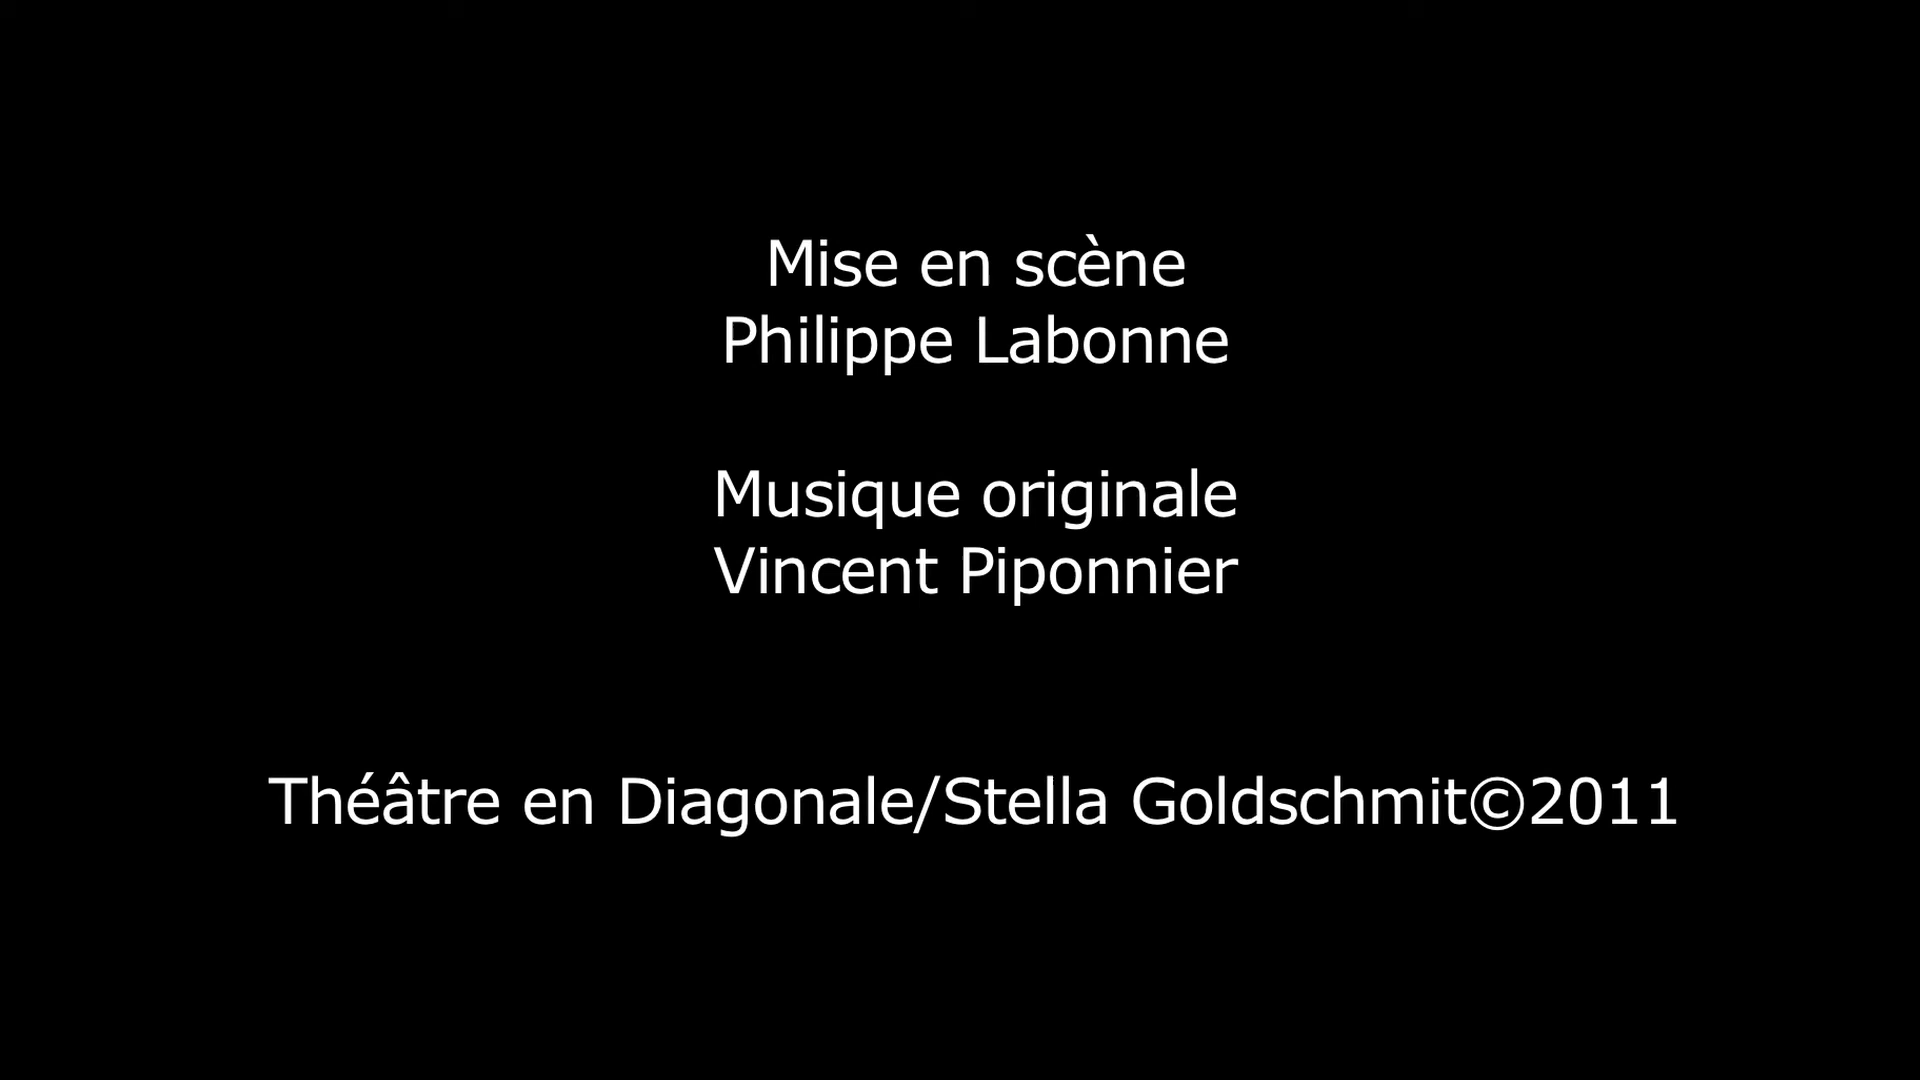 Mise en scène
Philippe Labonne
Musique originale
Vincent Piponnier
Théâtre en Diagonale/Stella Goldschmit©2011